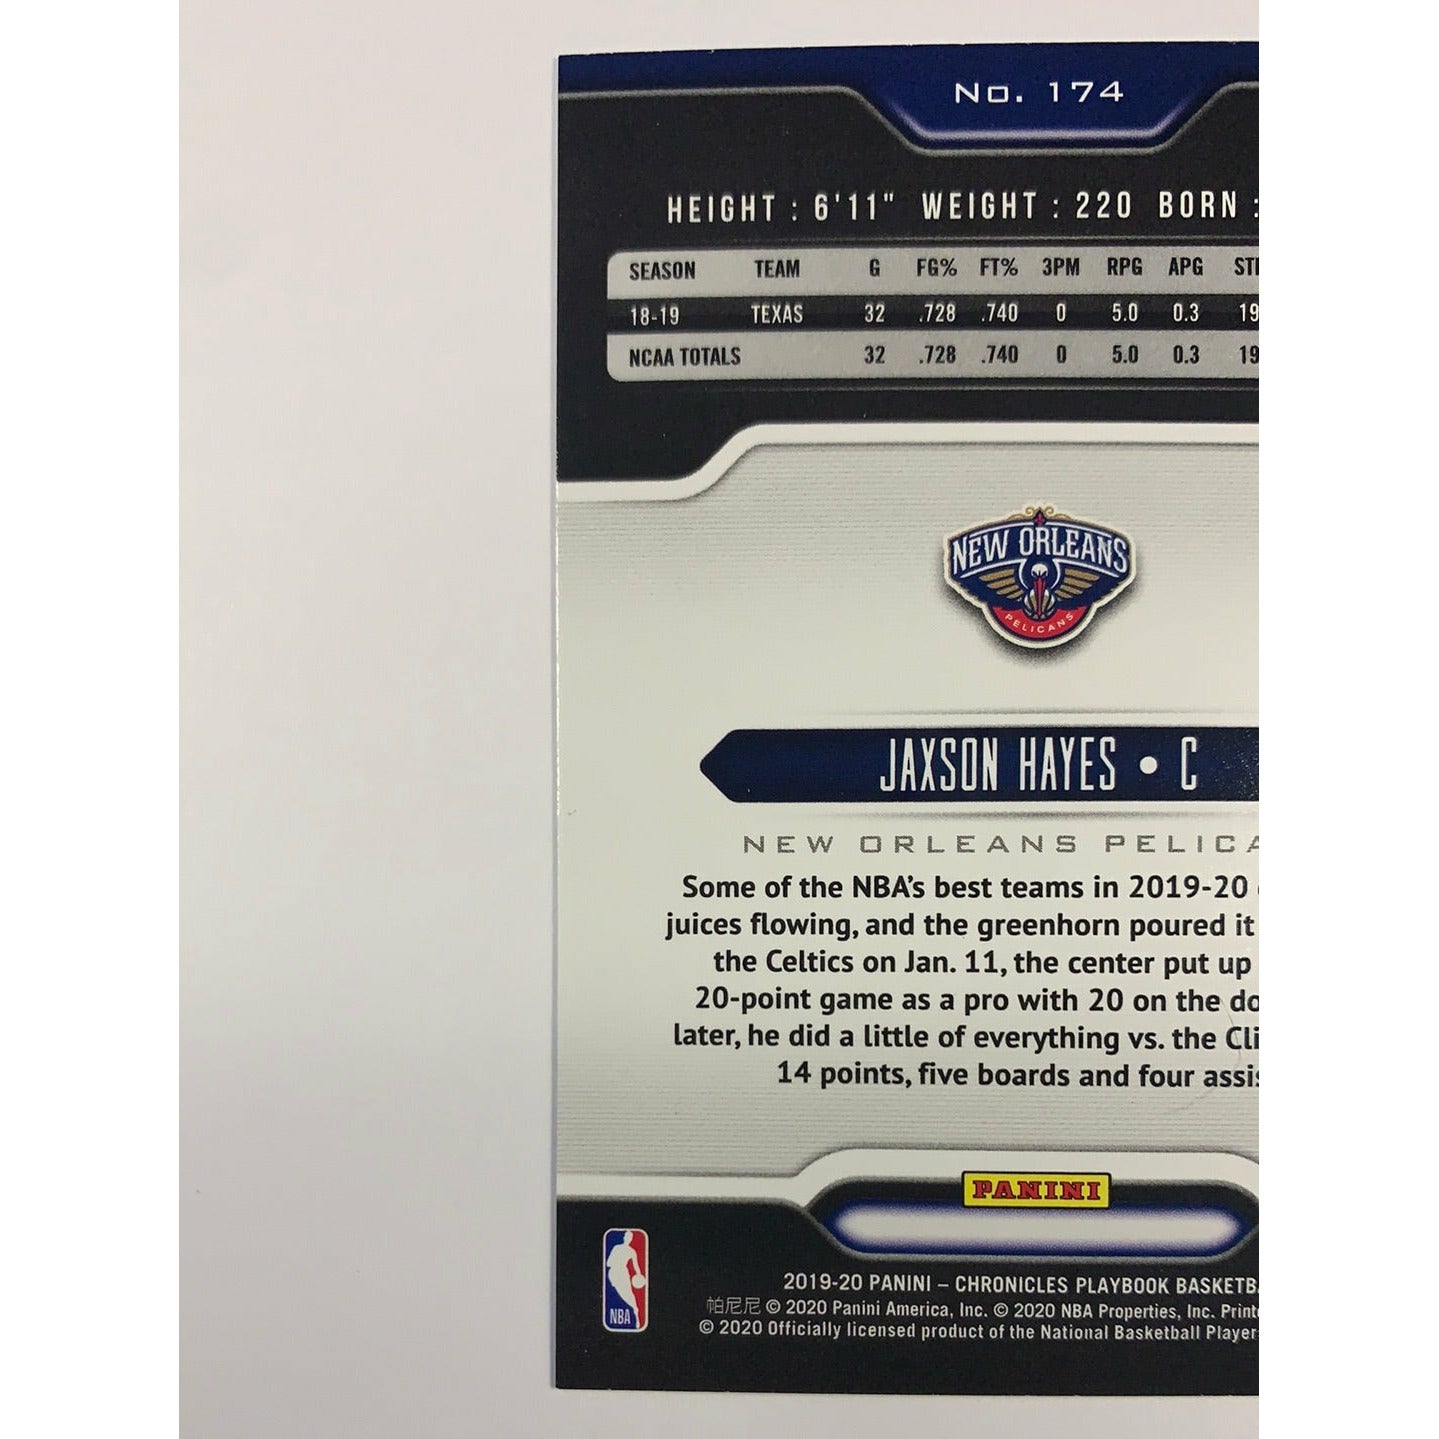 No. 174
HEIGHT : 6'11" WEIGHT : 220 BORN :
SEASON TEAM G FG% FT% 3PM RPG APG
18-19 TEXAS 32 .728 .740 0 5.0 0.3 19
NCAA TOTALS 32 .728 .740 0 5.0 0.3 19
NEW ORLEANS
PELICANS
JAXSON HAYES • C
NEW ORLEANS
Some of the NBA's best teams in 2019-20
juices flowing, and the greenhorn poured it
the Celtics on Jan. 11, the center put up
20-point game as a pro with 20 on the
later, he did a little of everything vs. the
14 points, five boards and four
PANINI
NBA
2019-20 PANINI – CHRONICLES PLAYBOOK
帕尼尼 © 2020 Panini America, Inc. © 2020 NBA Properties, Inc.
© 2020 Officially licensed product of the National Basketball